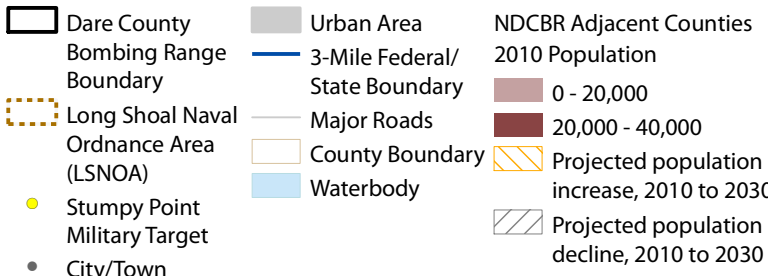 Dare County
Bombing Range
Boundary
Long Shoal Naval
Ordnance Area
(LSNOA)
Stumpy Point
Military Target
City/Town
Urban Area
3-Mile Federal/
State Boundary
Major Roads
County Boundary
Waterbody
NDCBR Adjacent Counties
2010 Population
0 - 20,000
20,000 - 40,000
Projected population
increase, 2010 to 2030
Projected population
decline, 2010 to 2030